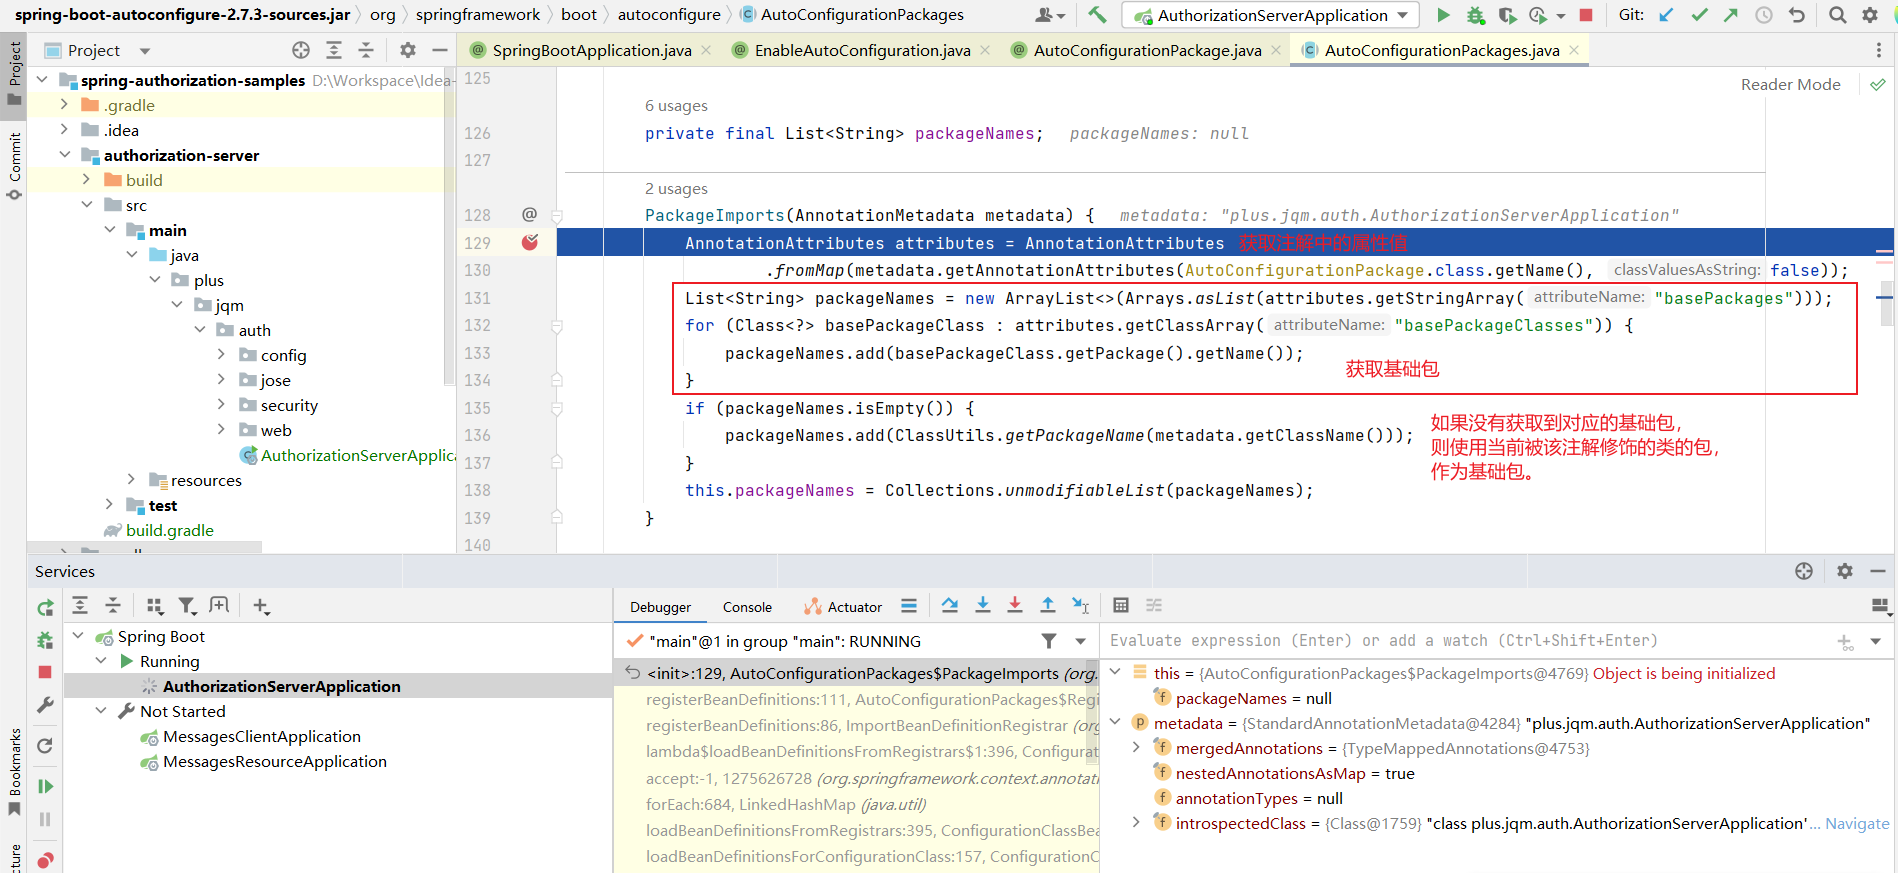 spring-boot-autoconfigure-2.7.3-sources.jar org springframework boot autoconfigure AutoConfigurationPackages AuthorizationServerApplication Git:
Project
SpringBootApplication.java EnableAutoConfiguration.java AutoConfigurationPackage.java AutoConfigurationPackages.java
Project
Commit
Bookmarks
spring-authorization-samples D:\Workspace\Idea-
.gradle
.idea
authorization-server
build
src
main
java
plus
jqm
auth
config
jose
security
web
AuthorizationServerApplic
resources
test
build.gradle
Reader Mode
125
6 usages
126 private final List<String> packageNames; packageNames: null
127
2 usages
128 @ PackageImports(AnnotationMetadata metadata) { metadata: "plus.jqm.auth.AuthorizationServerApplication"
129 AnnotationAttributes attributes = AnnotationAttributes 获取注解中的属性值
130 .fromMap(metadata.getAnnotationAttributes(AutoConfigurationPackage.class.getName(), classValuesAsString: false));
131 List<String> packageNames = new ArrayList<>(Arrays.asList(attributes.getStringArray( attributeName: "basePackages")));
132 for (Class<?> basePackageClass : attributes.getClassArray( attributeName: "basePackageClasses")) {
133 packageNames.add(basePackageClass.getPackage().getName());
获取基础包
134 }
135 if (packageNames.isEmpty()) {
如果没有获取到对应的基础包，
136 packageNames.add(ClassUtils.getPackageName(metadata.getClassName()));
则使用当前被该注解修饰的类的包，
137 }
作为基础包。
138 this.packageNames = Collections.unmodifiableList(packageNames);
139 }
140
Services
Spring Boot
Running
AuthorizationServerApplication
Not Started
MessagesClientApplication
MessagesResourceApplication
Debugger Console Actuator
"main"@1 in group "main": RUNNING
<init>:129, AutoConfigurationPackages$PackageImports (org.
registerBeanDefinitions:111, AutoConfigurationPackages$Regi
registerBeanDefinitions:86, ImportBeanDefinitionRegistrar (or
lambda$loadBeanDefinitionsFromRegistrars$1:396, Configura
accept:-1, 1275626728 (org.springframework.context.annotati
forEach:684, LinkedHashMap (java.util)
loadBeanDefinitionsFromRegistrars:395, ConfigurationClassBea
loadBeanDefinitionsForConfigurationClass:157, ConfigurationC
Evaluate expression (Enter) or add a watch (Ctrl+Shift+Enter)
this = {AutoConfigurationPackages$PackageImports@4769} Object is being initialized
packageNames = null
metadata = {StandardAnnotationMetadata@4284} "plus.jqm.auth.AuthorizationServerApplication"
mergedAnnotations = {TypeMappedAnnotations@4753}
nestedAnnotationsAsMap = true
annotationTypes = null
introspectedClass = {Class@1759} "class plus.jqm.auth.AuthorizationServerApplication'... Navigate